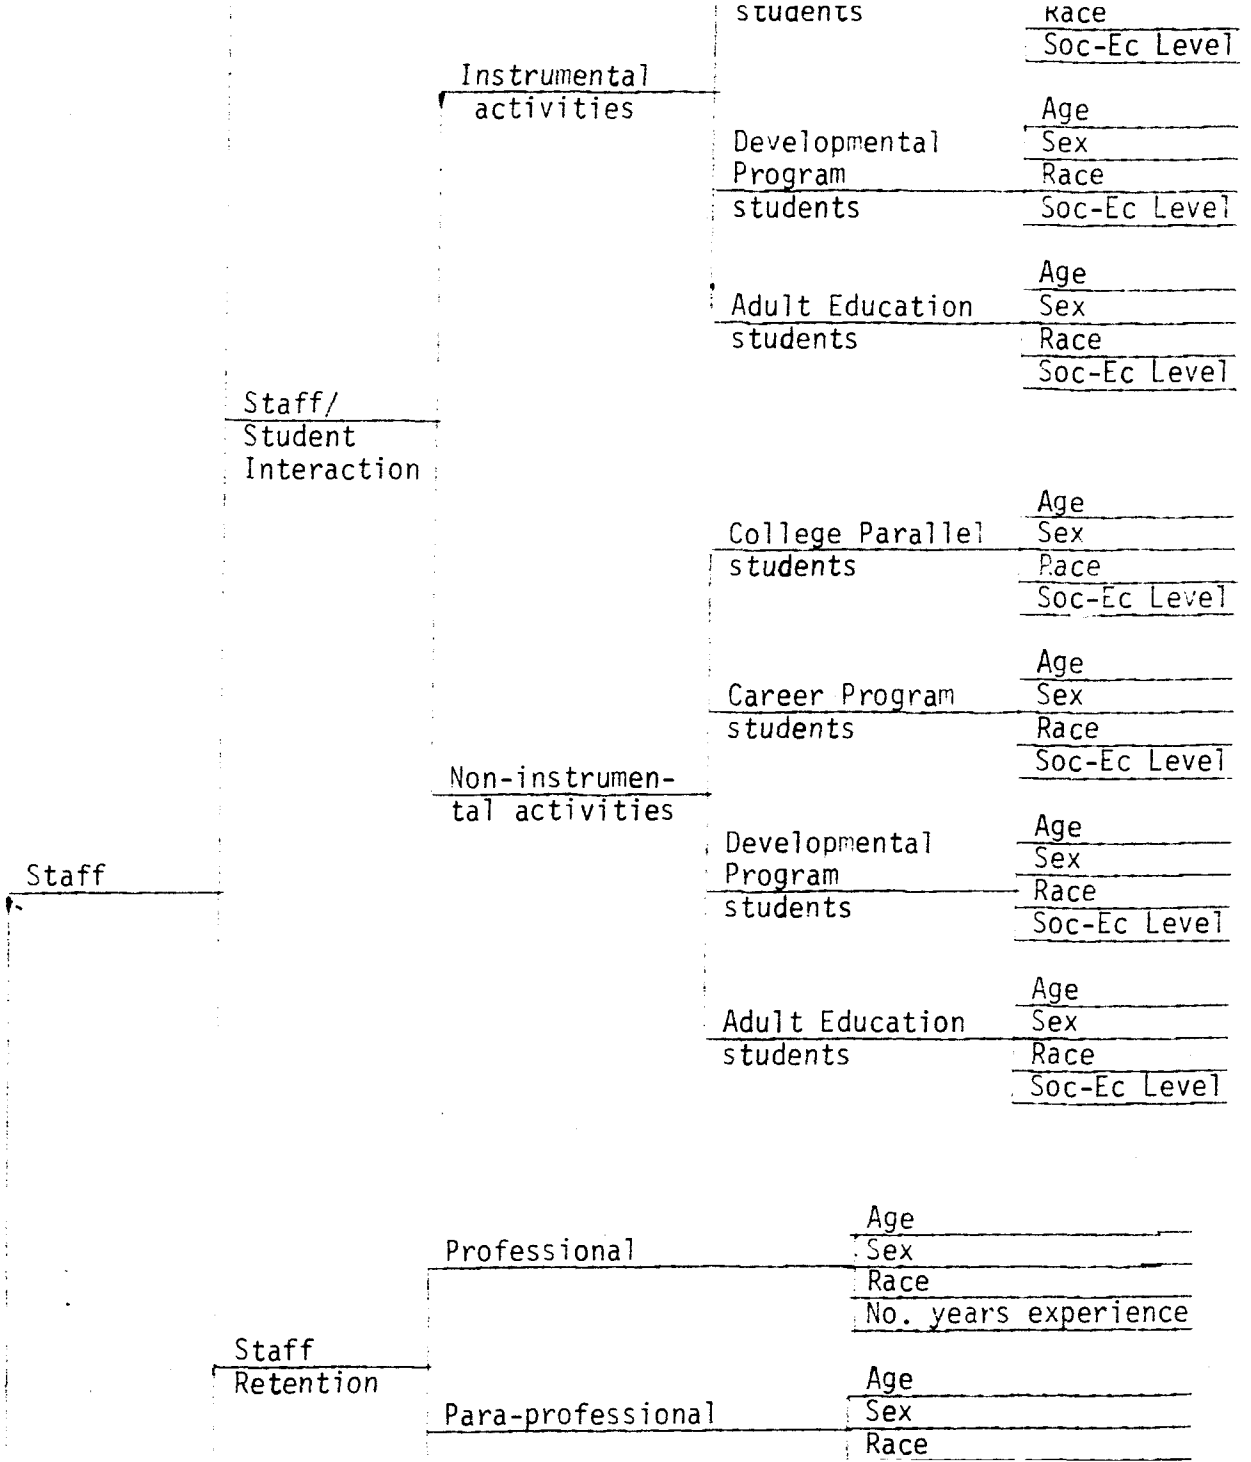 students
Race
Soc-Ec Level
Instrumental
activities
Developmental
Program
students
Age
Sex
Race
Soc-Ec Level
Adult Education
students
Age
Sex
Race
Soc-Ec Level
Staff/
Student
Interaction
College Parallel
students
Age
Sex
Race
Soc-Ec Level
Career Program
students
Age
Sex
Race
Soc-Ec Level
Non-instrumen-
tal activities
Developmental
Program
students
Age
Sex
Race
Soc-Ec Level
Staff
Adult Education
students
Age
Sex
Race
Soc-Ec Level
Professional
Age
Sex
Race
No. years experience
Staff
Retention
Para-professional
Age
Sex
Race